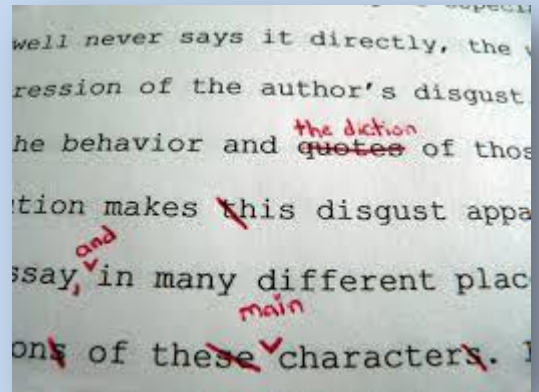 well never says it directly, the
ression of the author's disgust
the diction
he behavior and quotes of thos
tion makes this disgust appa
and
ssay, in many different plac
main
ons of these characters.